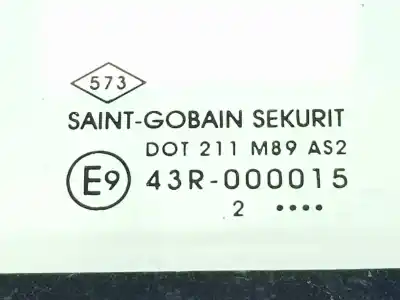 573
SAINT-GOBAIN SEKURIT
DOT 211 M89 AS2
E9 43R-000015
2 ••••